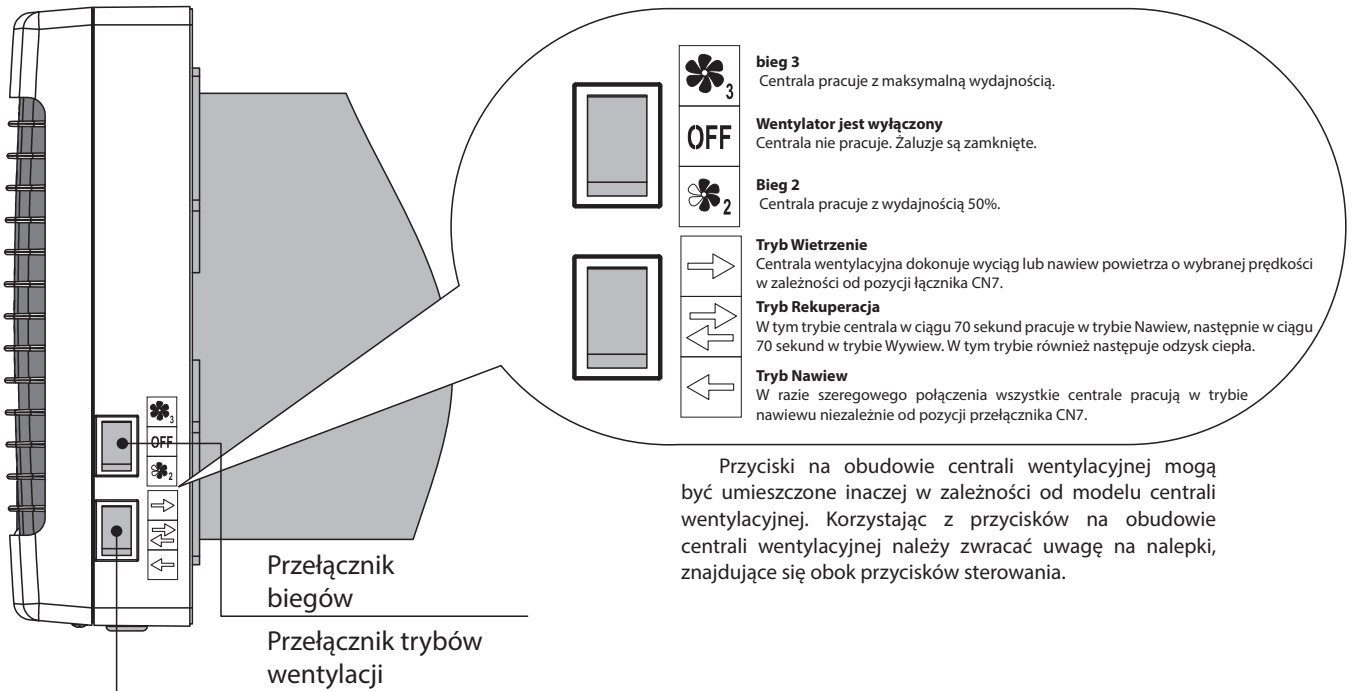 3
bieg 3
Centrala pracuje z maksymalną wydajnością.
OFF
Wentylator jest wyłączony
Centrala nie pracuje. Żaluzje są zamknięte.
2
Bieg 2
Centrala pracuje z wydajnością 50%.
Tryb Wietrzenie
Centrala wentylacyjna dokonuje wyciąg lub nawiew powietrza o wybranej prędkości
w zależności od pozycji łącznika CN7.
Tryb Rekuperacja
W tym trybie centrala w ciągu 70 sekund pracuje w trybie Nawiew, następnie w ciągu
70 sekund w trybie Wywiew. W tym trybie również następuje odzysk ciepła.
Tryb Nawiew
W razie szeregowego połączenia wszystkie centrale pracują w trybie
nawiewu niezależnie od pozycji przełącznika CN7.
3
OFF
2
Przełącznik
biegów
Przełącznik trybów
wentylacji
Przyciski na obudowie centrali wentylacyjnej mogą
być umieszczone inaczej w zależności od modelu centrali
wentylacyjnej. Korzystając z przycisków na obudowie
centrali wentylacyjnej należy zwracać uwagę na nalepki,
znajdujące się obok przycisków sterowania.